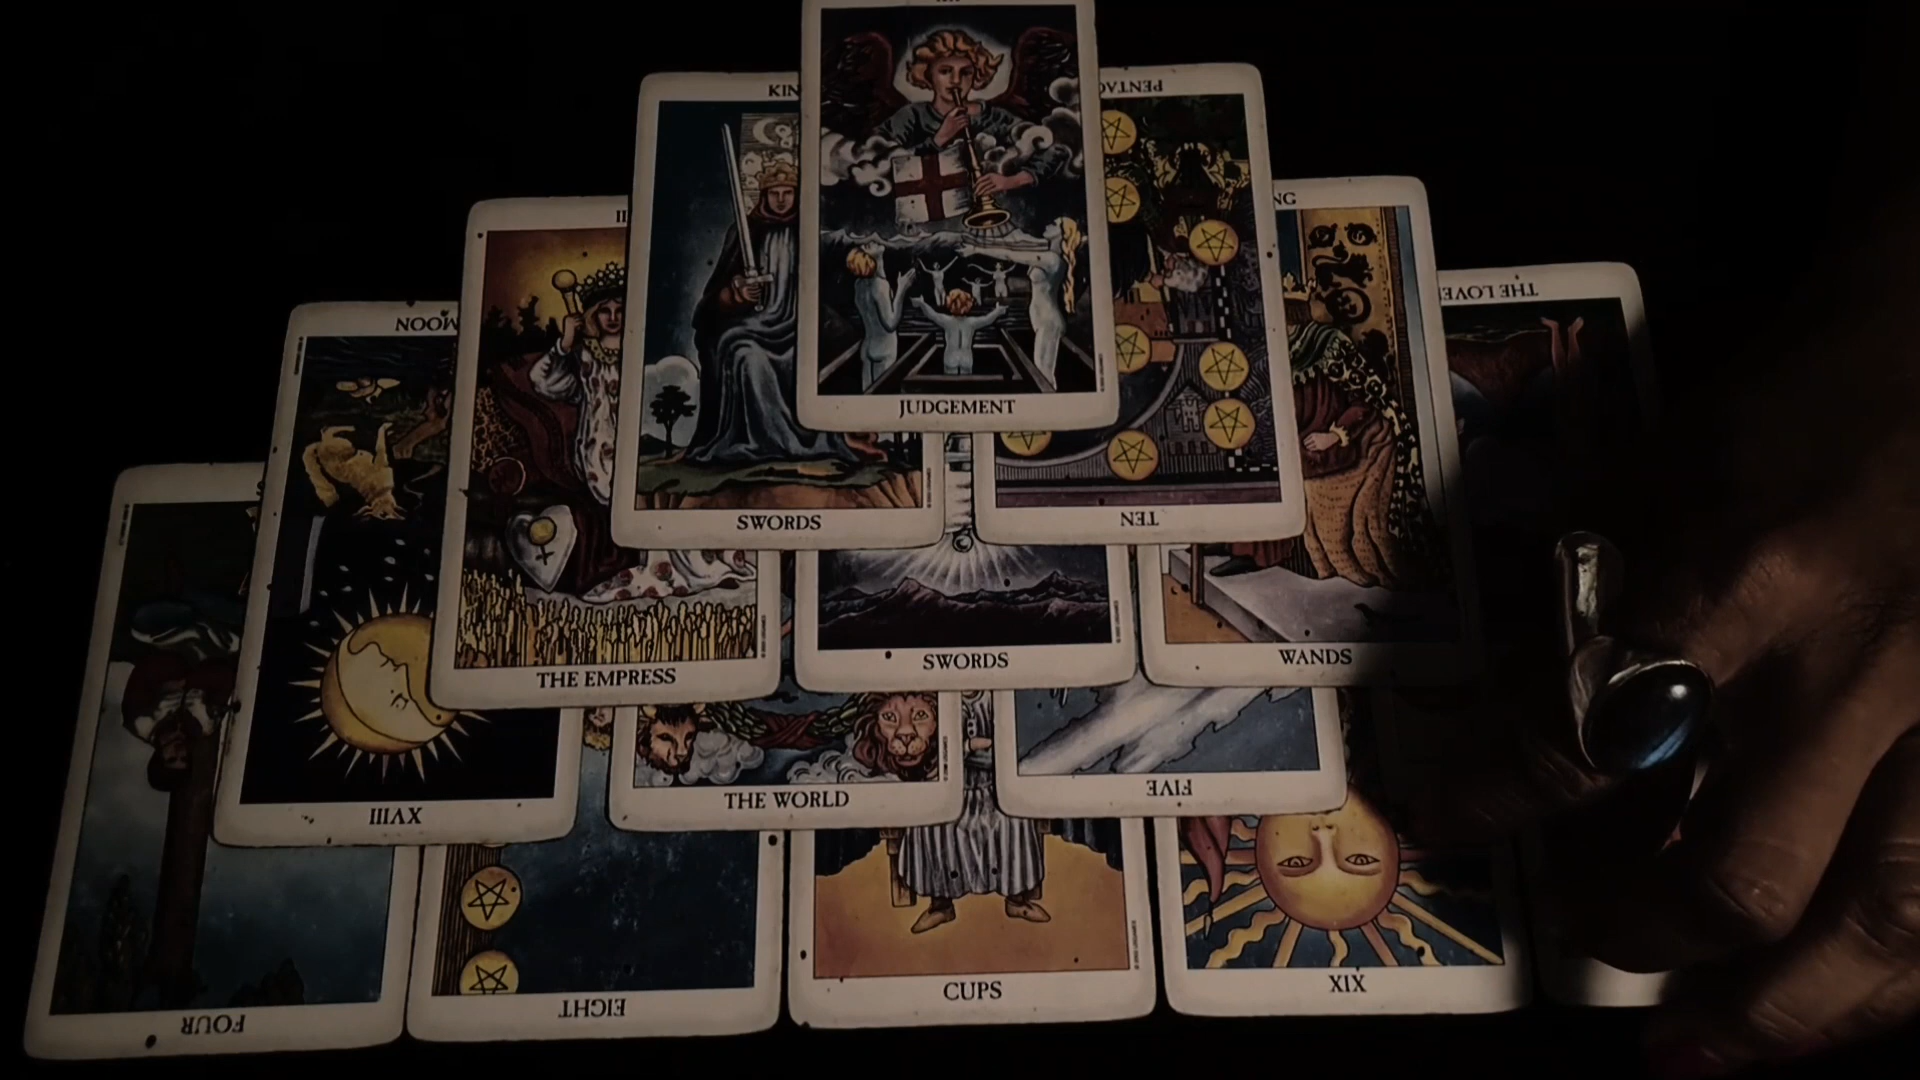 KIN
PENTAC
III
NG
THE LOVE
MOON
JUDGEMENT
SWORDS
TEN
SWORDS
WANDS
THE EMPRESS
THE WORLD
FIVE
XVIII
CUPS
XIX
EIGHT
FOUR